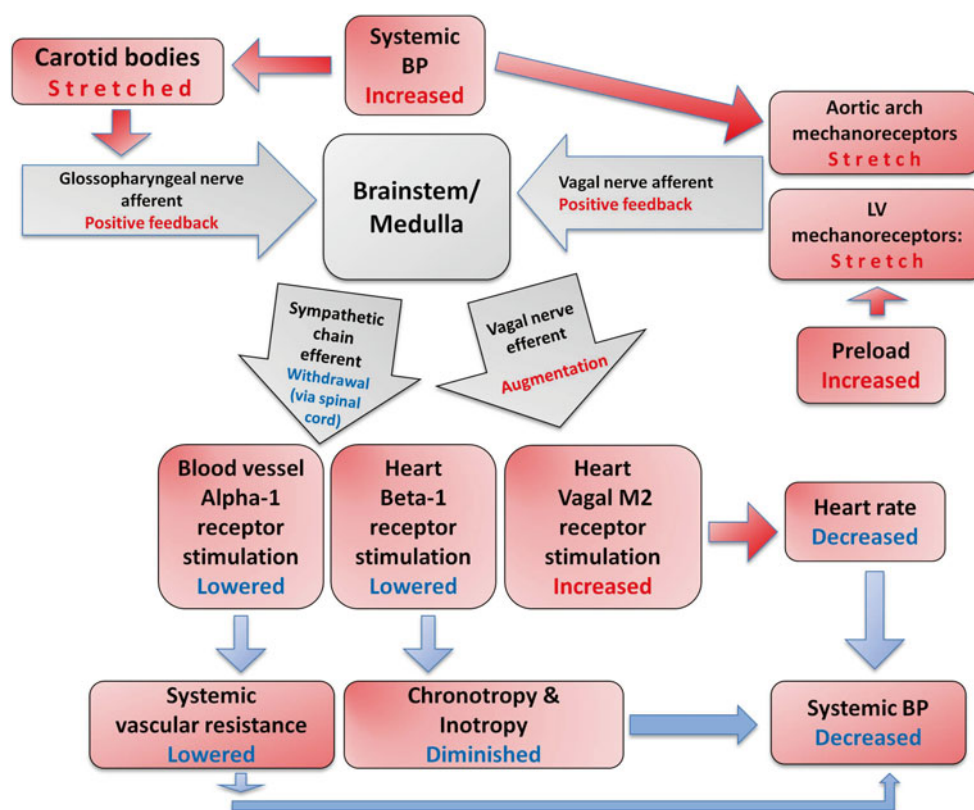 Carotid bodies
Stretched
Systemic
BP
Increased
Aortic arch
mechanoreceptors
Stretch
Glossopharyngeal nerve
afferent
Positive feedback
Brainstem/
Medulla
Vagal nerve afferent
Positive feedback
LV
mechanoreceptors:
Stretch
Preload
Increased
Sympathetic
chain
efferent
Withdrawal
(via spinal
cord)
Vagal nerve
efferent
Augmentation
Blood vessel
Alpha-1
receptor
stimulation
Lowered
Heart
Beta-1
receptor
stimulation
Lowered
Heart
Vagal M2
receptor
stimulation
Increased
Heart rate
Decreased
Systemic
vascular resistance
Lowered
Chronotropy &
Inotropy
Diminished
Systemic BP
Decreased